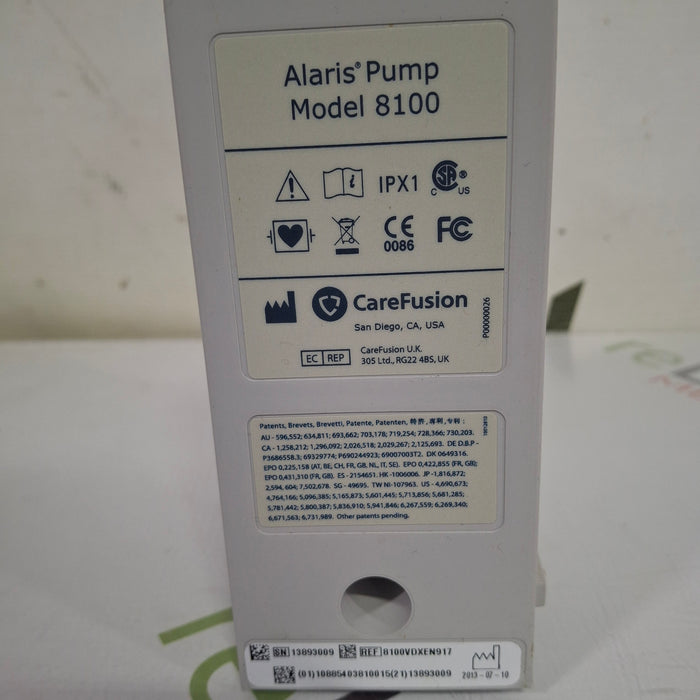 Alaris® Pump
Model 8100
IPX1 SA® C US
CE 0086 FC
CareFusion
San Diego, CA, USA
P00000026
EC REP CareFusion U.K.
305 Ltd., RG22 4BS, UK
Patents, Brevets, Brevetti, Patente, Patenten, 特許, 專利, 专利 :
AU - 596,552; 634,811; 693,662; 703,178; 719,254; 728,366; 730,203.
CA - 1,258,212; 1,296,092; 2,026,518; 2,029,267; 2,125,693. DE D.B.P -
P3686558.3; 69329774; P690244923; 69007003T2. DK 0649316.
EPO 0,225,158 (AT, BE, CH, FR, GB, NL, IT, SE). EPO 0,422,855 (FR, GB);
EPO 0,431,310 (FR, GB). ES - 2154651. HK -1006006. JP -1,816,872;
2,594,604; 7,502,678. SG - 49695. TW NI-107963. US - 4,690,673;
4,764,166; 5,096,385; 5,165,873; 5,601,445; 5,713,856; 5,681,285;
5,781,442; 5,800,387; 5,836,910; 5,941,846; 6,267,559; 6,269,340;
6,671,563; 6,731,989. Other patents pending.
SN 13893009 REF 8100VDXEN917
(01)10885403810015(21)13893009
2013-07-10